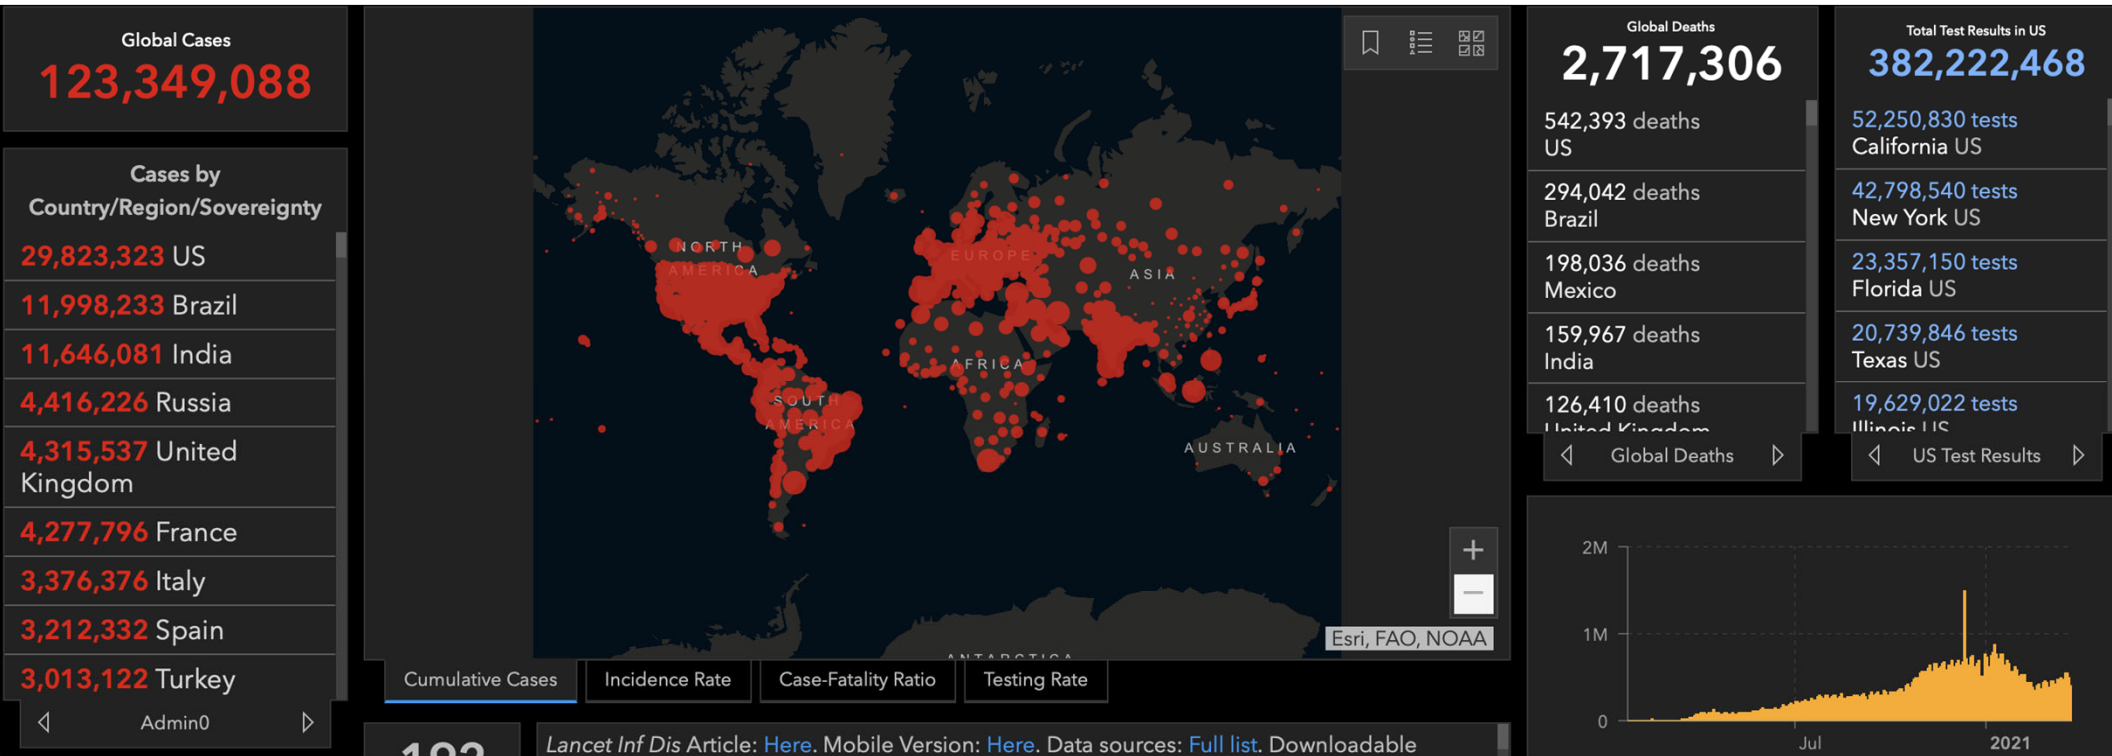 Global Cases
123,349,088
Cases by
Country/Region/Sovereignty
29,823,323 US
11,998,233 Brazil
11,646,081 India
4,416,226 Russia
4,315,537 United
Kingdom
4,277,796 France
3,376,376 Italy
3,212,332 Spain
3,013,122 Turkey
Admin0
NORTH
AMERICA
EUROPE
ASIA
AFRICA
SOUTH
AMERICA
AUSTRALIA
ANTARCTICA
+
−
Esri, FAO, NOAA
Cumulative Cases
Incidence Rate
Case-Fatality Ratio
Testing Rate
192
Lancet Inf Dis Article: Here. Mobile Version: Here. Data sources: Full list. Downloadable
Global Deaths
2,717,306
542,393 deaths
US
294,042 deaths
Brazil
198,036 deaths
Mexico
159,967 deaths
India
126,410 deaths
United Kingdom
Global Deaths
Total Test Results in US
382,222,468
52,250,830 tests
California US
42,798,540 tests
New York US
23,357,150 tests
Florida US
20,739,846 tests
Texas US
19,629,022 tests
Illinois US
US Test Results
2M
1M
0
Jul
2021